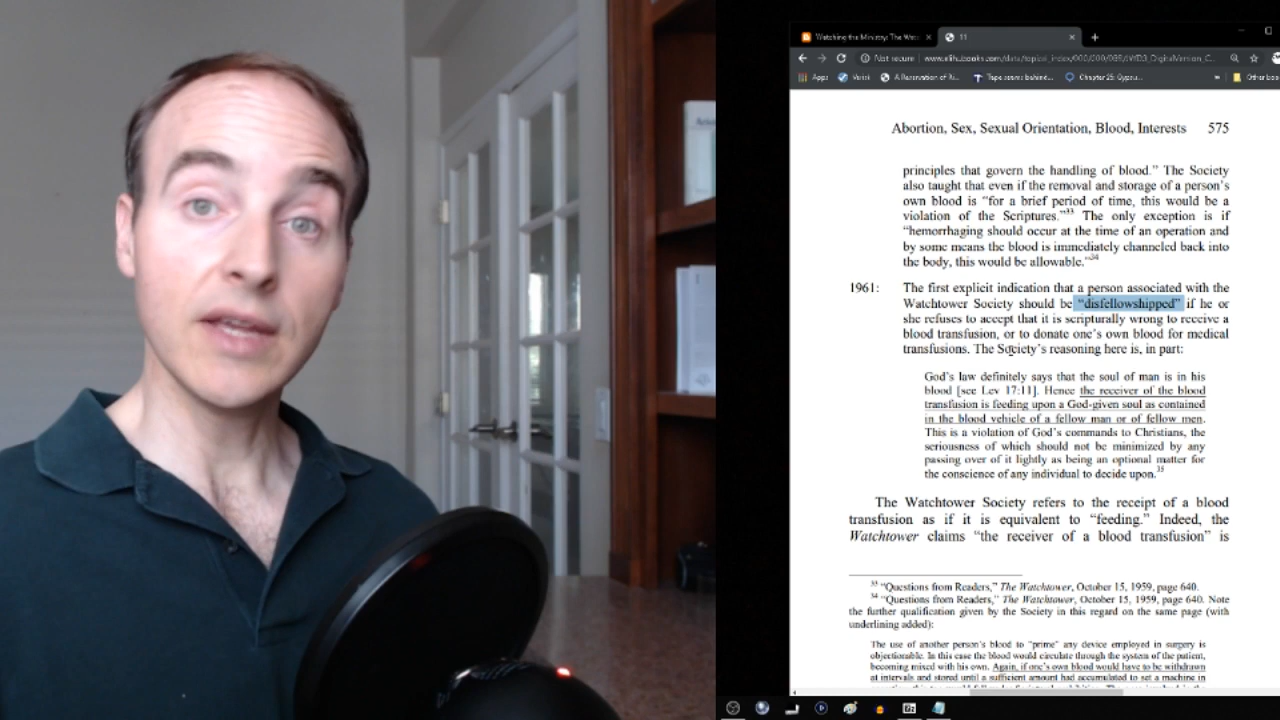 Watching the Ministry: The Wat
11
Not secure
Apps
A Reservation of Ri...
Chapter 25:
Other boo
Abortion, Sex, Sexual Orientation, Blood, Interests 575
principles that govern the handling of blood.” The Society
also taught that even if the removal and storage of a person’s
own blood is “for a brief period of time, this would be a
violation of the Scriptures.”33 The only exception is if
“hemorrhaging should occur at the time of an operation and
by some means the blood is immediately channeled back into
the body, this would be allowable.”34
1961: The first explicit indication that a person associated with the
Watchtower Society should be “disfellowshipped” if he or
she refuses to accept that it is scripturally wrong to receive a
blood transfusion, or to donate one’s own blood for medical
transfusions. The Society’s reasoning here is, in part:
God’s law definitely says that the soul of man is in his
blood [see Lev 17:11]. Hence the receiver of the blood
transfusion is feeding upon a God-given soul as contained
in the blood vehicle of a fellow man or of fellow men.
This is a violation of God’s commands to Christians, the
seriousness of which should not be minimized by any
passing over of it lightly as being an optional matter for
the conscience of any individual to decide upon.35
The Watchtower Society refers to the receipt of a blood
transfusion as if it is equivalent to “feeding.” Indeed, the
Watchtower claims “the receiver of a blood transfusion” is
33 “Questions from Readers,” The Watchtower, October 15, 1959, page 640.
34 “Questions from Readers,” The Watchtower, October 15, 1959, page 640. Note
the further qualification given by the Society in this regard on the same page (with
underlining added):
The use of another person’s blood to “prime” any device employed in surgery is
objectionable. In this case the blood would circulate through the system of the patient,
becoming mixed with his own. Again, if one’s own blood would have to be withdrawn
at intervals and stored until a sufficient amount had accumulated to set a machine in